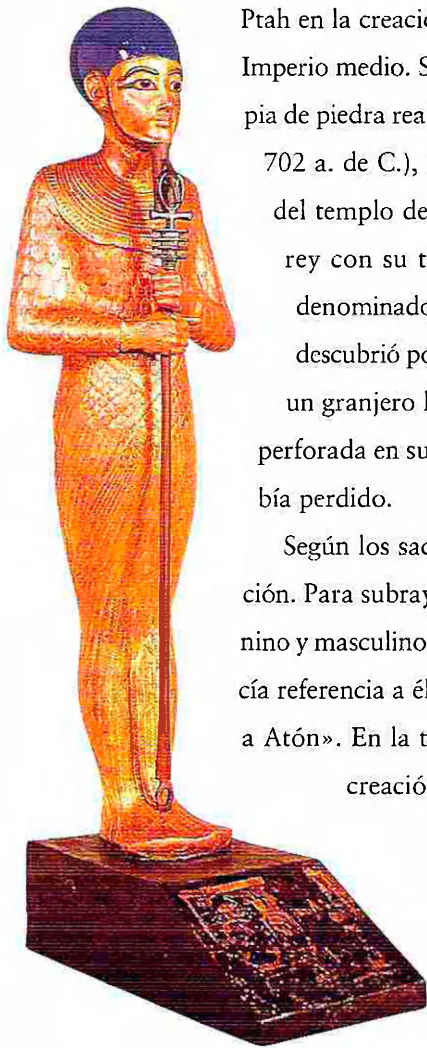 Ptah en la creació
Imperio medio. S
pia de piedra rea
702 a. de C.),
del templo de
rey con su t
denominado
descubrió po
un granjero l
perforada en su
bía perdido.
Según los sac
ción. Para subray
nino y masculino
cía referencia a él
a Atón». En la t
creación